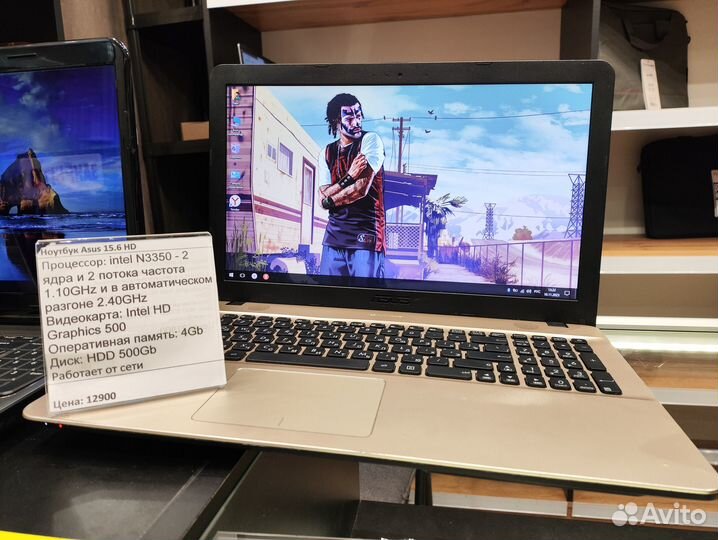 Ноутбук Asus 15.6 HD
Процессор: intel N3350 - 2
ядра и 2 потока частота
1.10GHz и в автоматическом
разгоне 2.40GHz
Видеокарта: Intel HD
Graphics 500
Оперативная память: 4Gb
Диск: HDD 500Gb
Работает от сети
Цена: 12900
ASUS
Avito